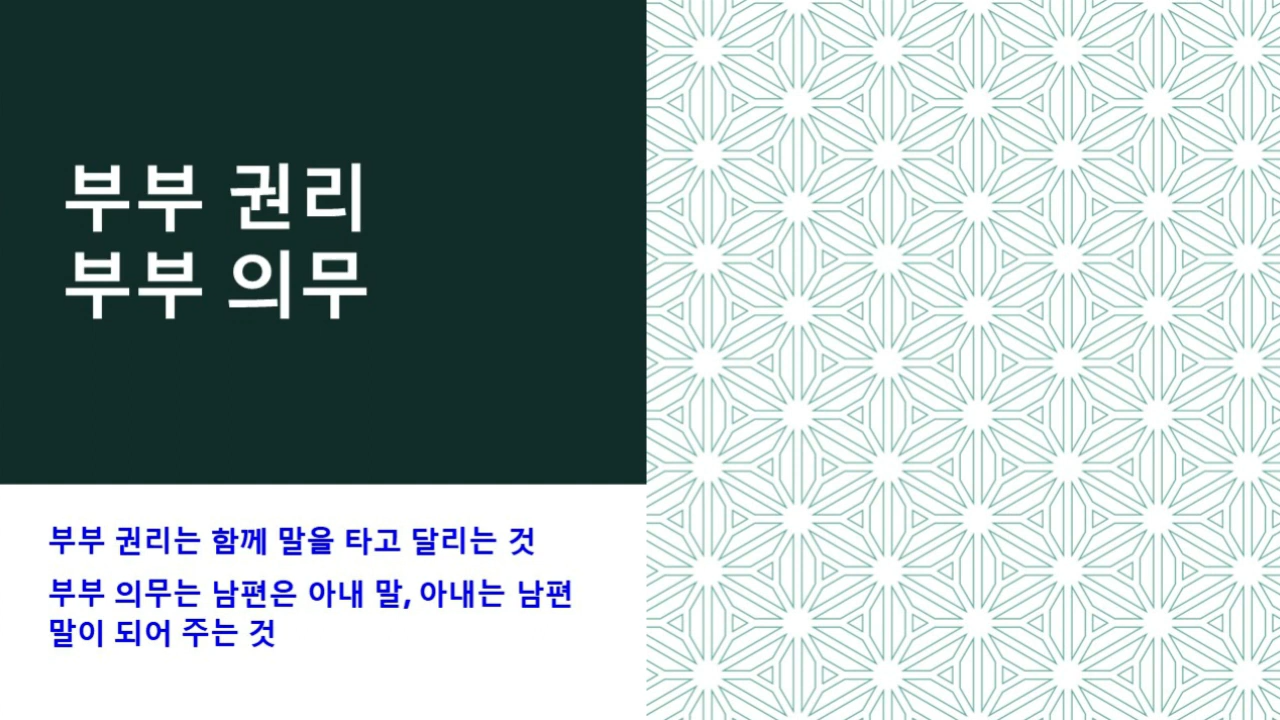 부부 권리
부부 의무
부부 권리는 함께 말을 타고 달리는 것
부부 의무는 남편은 아내 말, 아내는 남편
말이 되어 주는 것